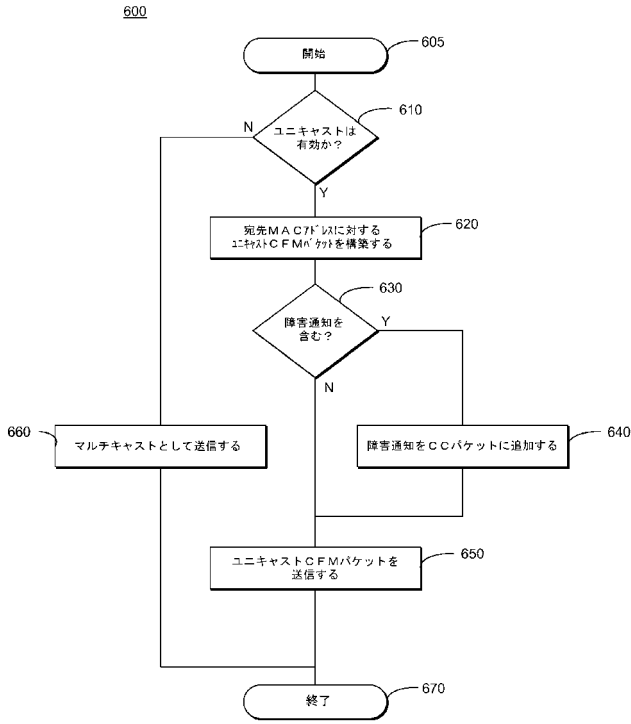 600
開始
605
610
N
ユニキャストは
有効か？
Y
宛先ＭＡＣｱﾄﾞﾚｽに対する
ﾕﾆｷｬｽﾄＣＦＭﾊﾟｹｯﾄを構築する
620
630
障害通知を
含む？
Y
N
660
マルチキャストとして送信する
障害通知をＣＣパケットに追加する
640
ユニキャストＣＦＭパケットを
送信する
650
終了
670